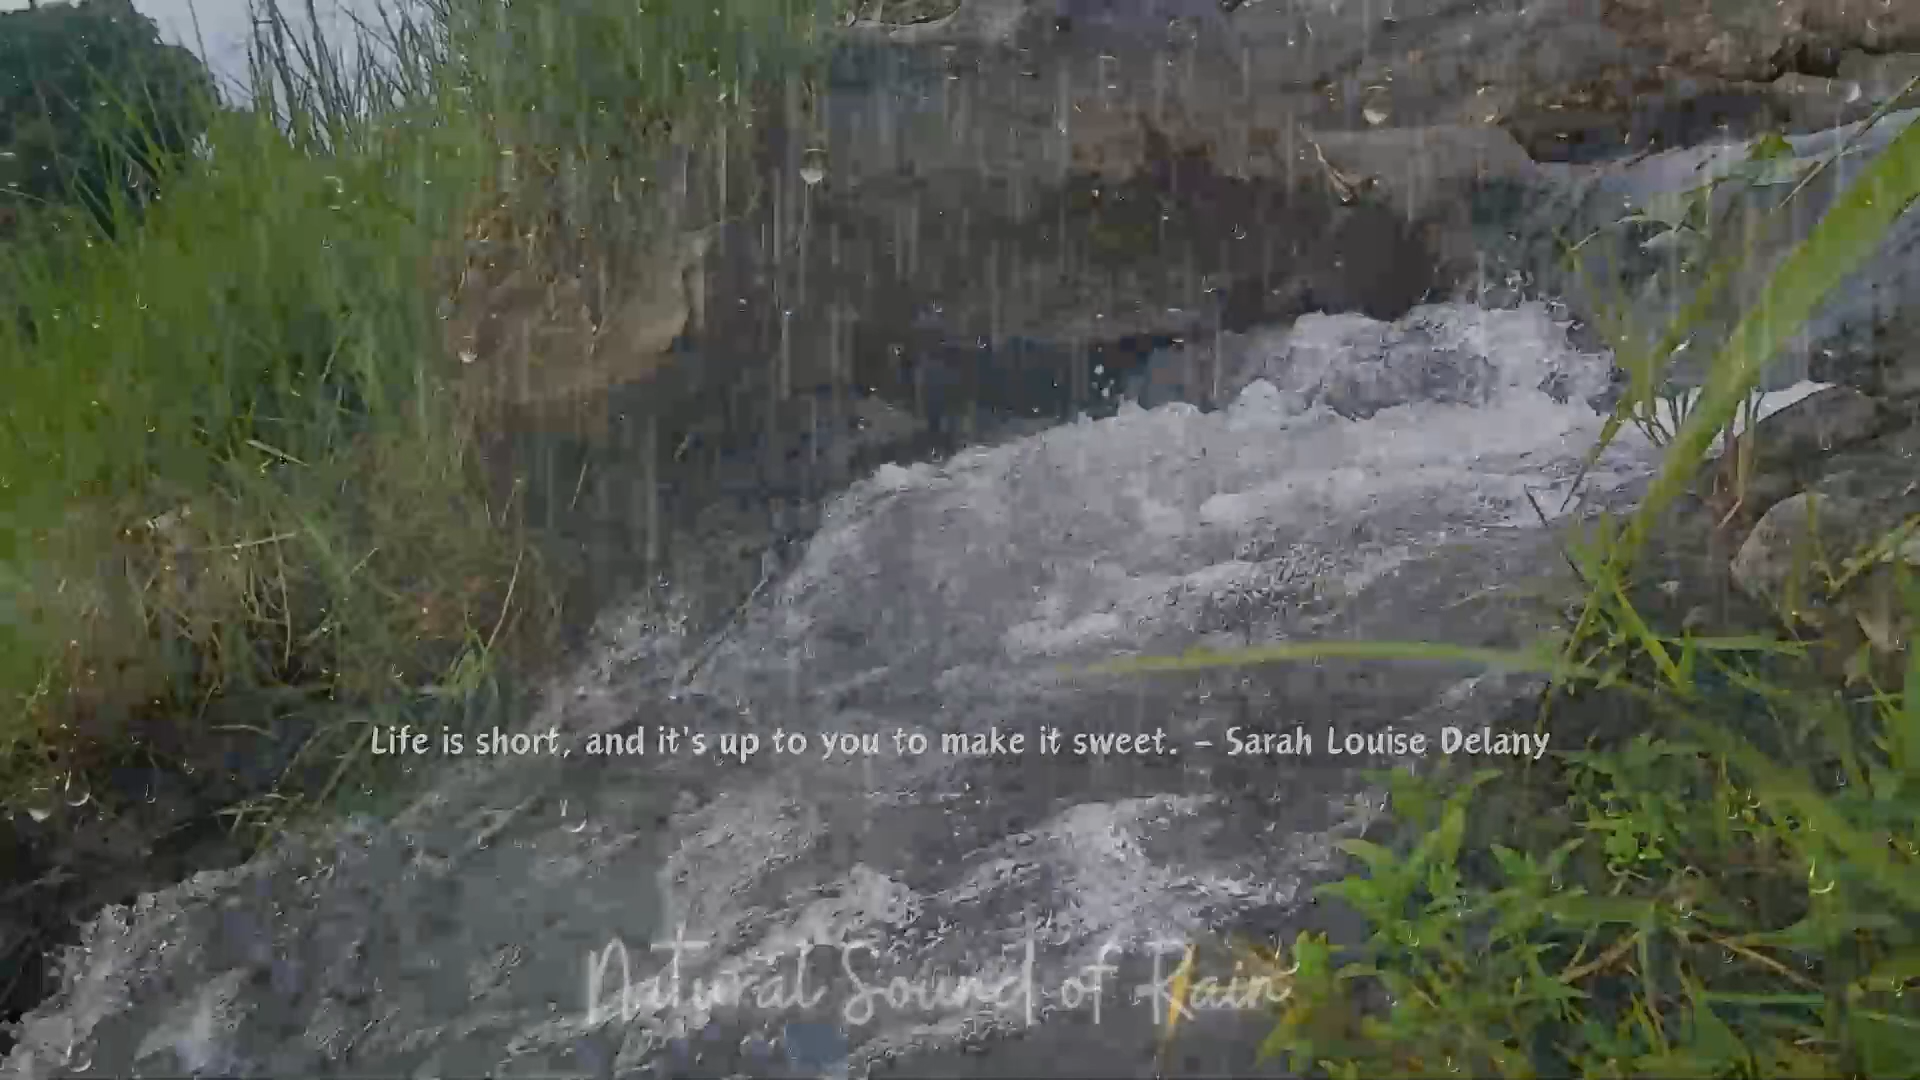 Life is short, and it's up to you to make it sweet. – Sarah Louise Delany
Natural Sound of Rain